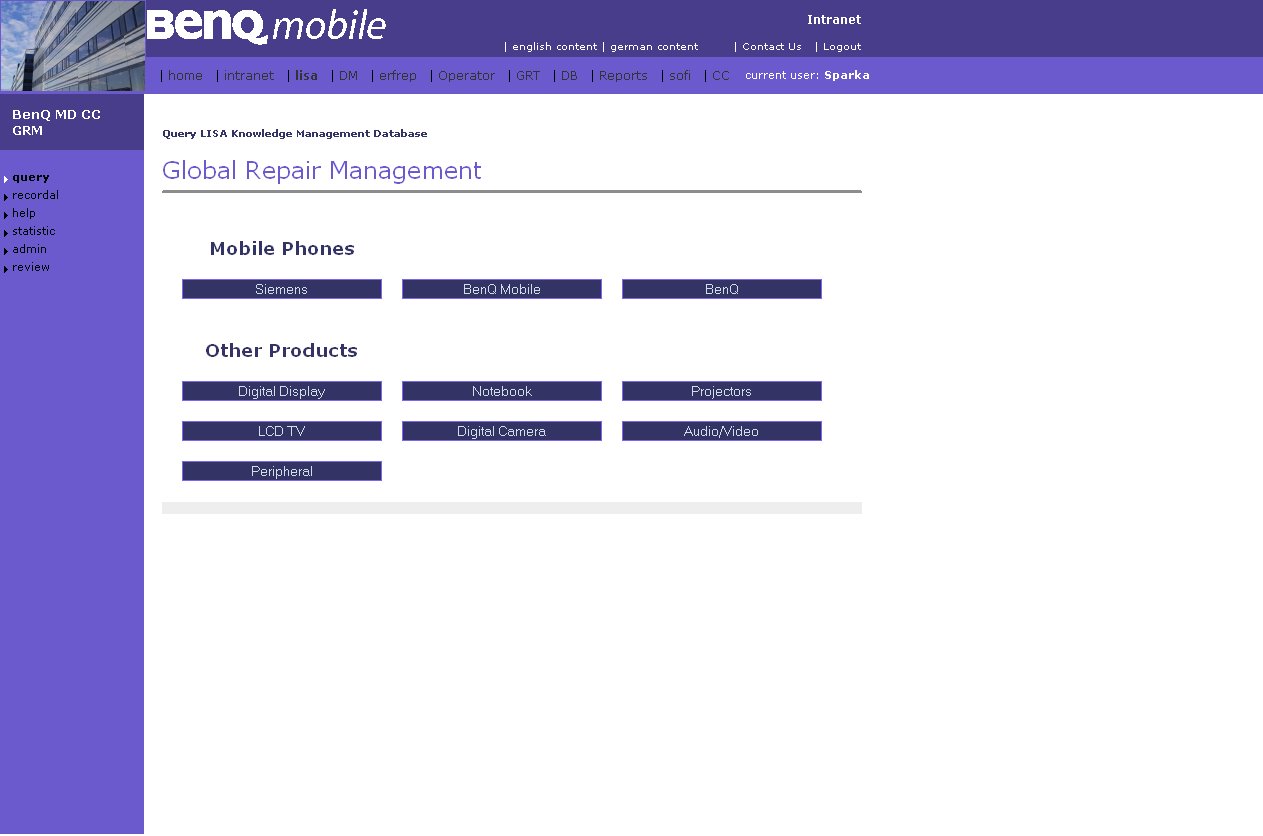 BenQ mobile
Intranet
| english content | german content | Contact Us | Logout
| home | intranet | lisa | DM | erfrep | Operator | GRT | DB | Reports | sofi | CC current user: Sparka
BenQ MD CC
GRM
query
recordal
help
statistic
admin
review
Query LISA Knowledge Management Database
Global Repair Management
Mobile Phones
Siemens BenQ Mobile BenQ
Other Products
Digital Display Notebook Projectors
LCD TV Digital Camera Audio/Video
Peripheral